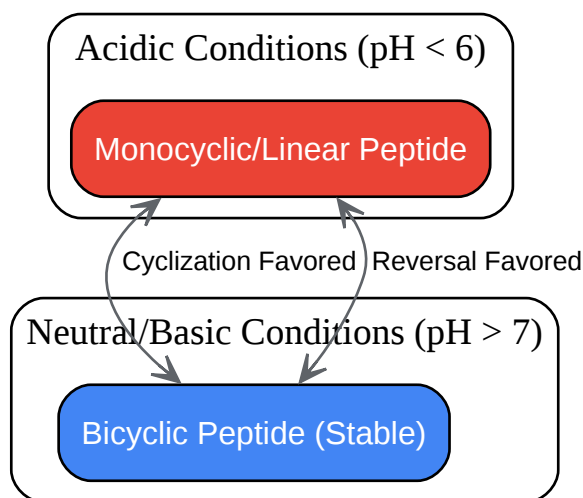 Acidic Conditions (pH < 6)
Monocyclic/Linear Peptide
Cyclization Favored
Reversal Favored
Neutral/Basic Conditions (pH > 7)
Bicyclic Peptide (Stable)